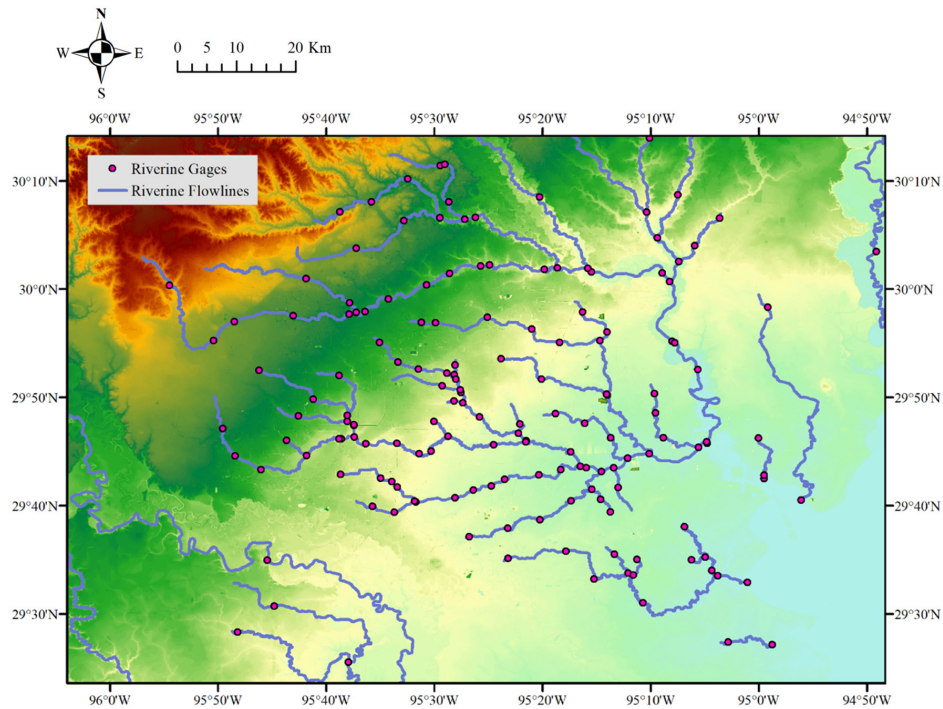 N
W E
S
0 5 10 20 Km
96°0'W 95°50'W 95°40'W 95°30'W 95°20'W 95°10'W 95°0'W 94°50'W
Riverine Gages
Riverine Flowlines
30°10'N 30°10'N
30°0'N 30°0'N
29°50'N 29°50'N
29°40'N 29°40'N
29°30'N 29°30'N
96°0'W 95°50'W 95°40'W 95°30'W 95°20'W 95°10'W 95°0'W 94°50'W